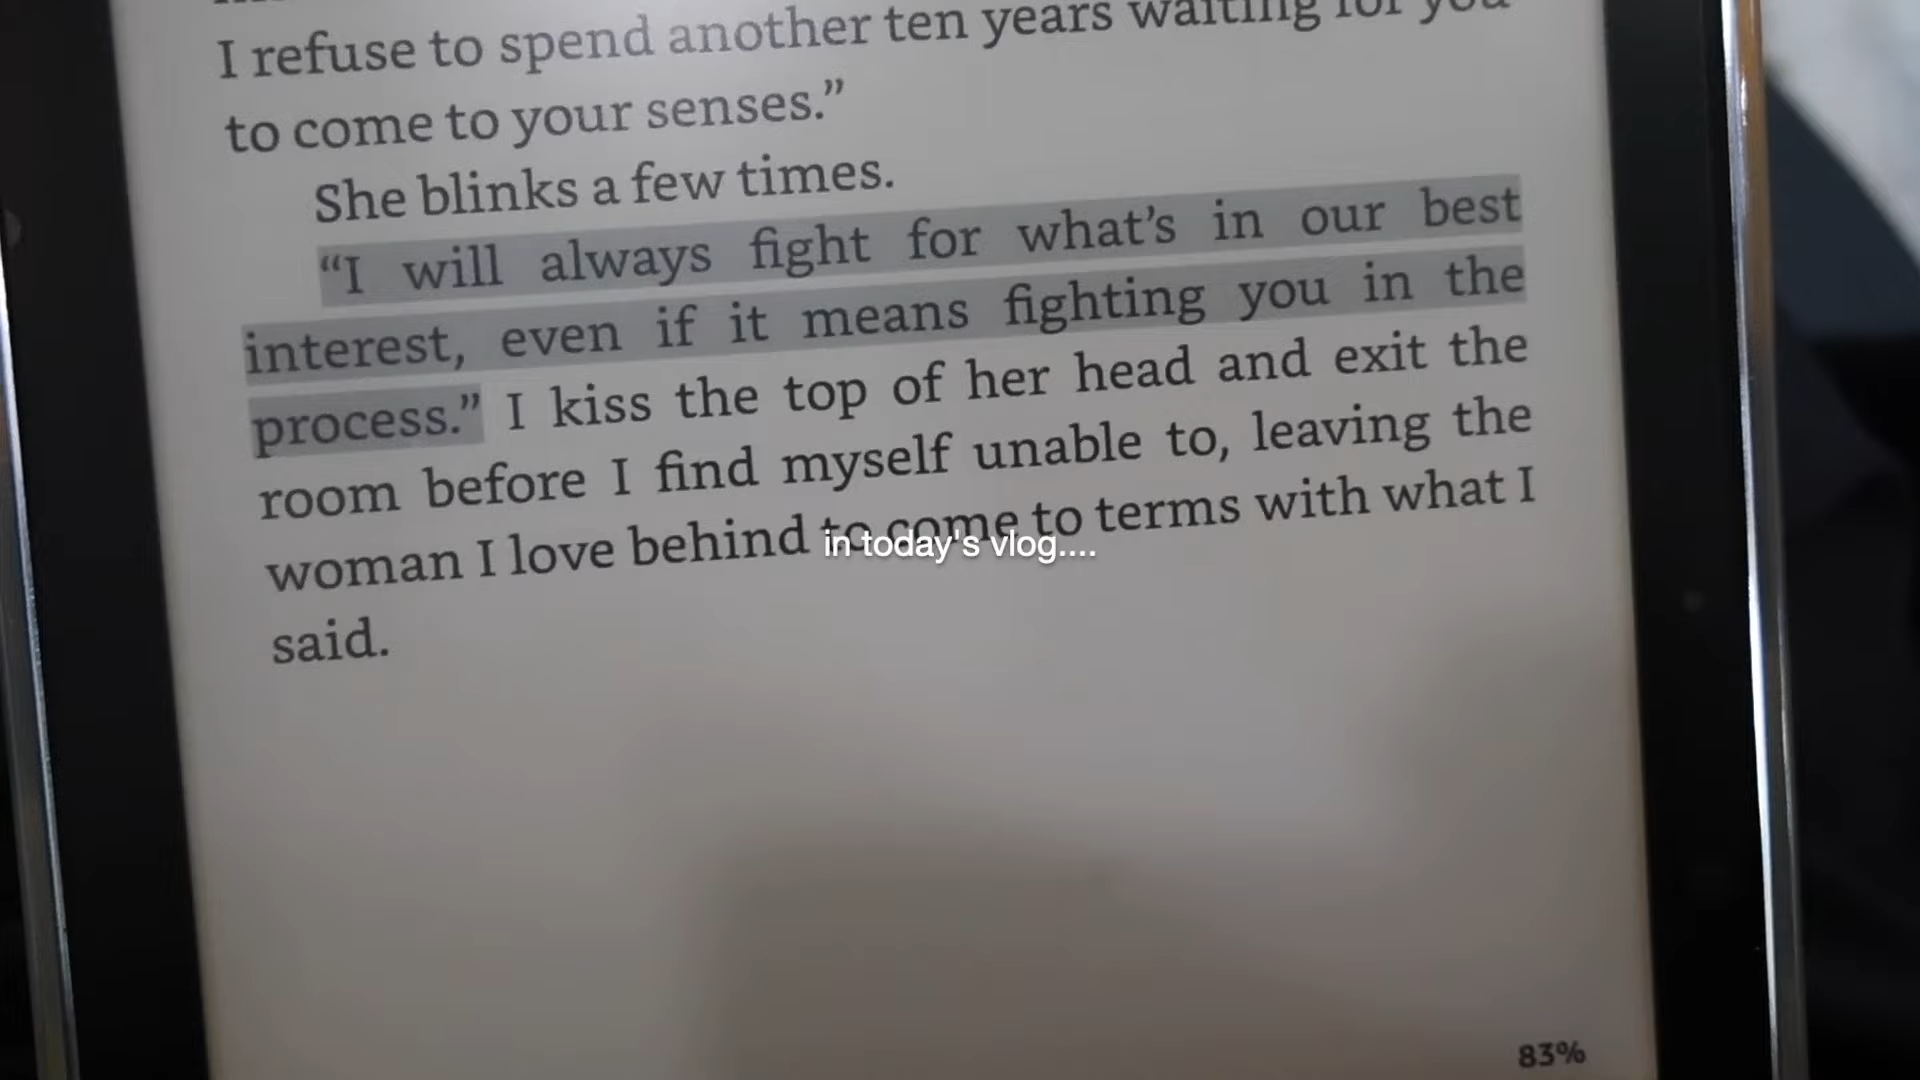 I refuse to spend another ten years waiting for you
to come to your senses.”
She blinks a few times.
“I will always fight for what’s in our best
interest, even if it means fighting you in the
process.” I kiss the top of her head and exit the
room before I find myself unable to, leaving the
woman I love behind to come to terms with what I
said.
in today's vlog....
83%